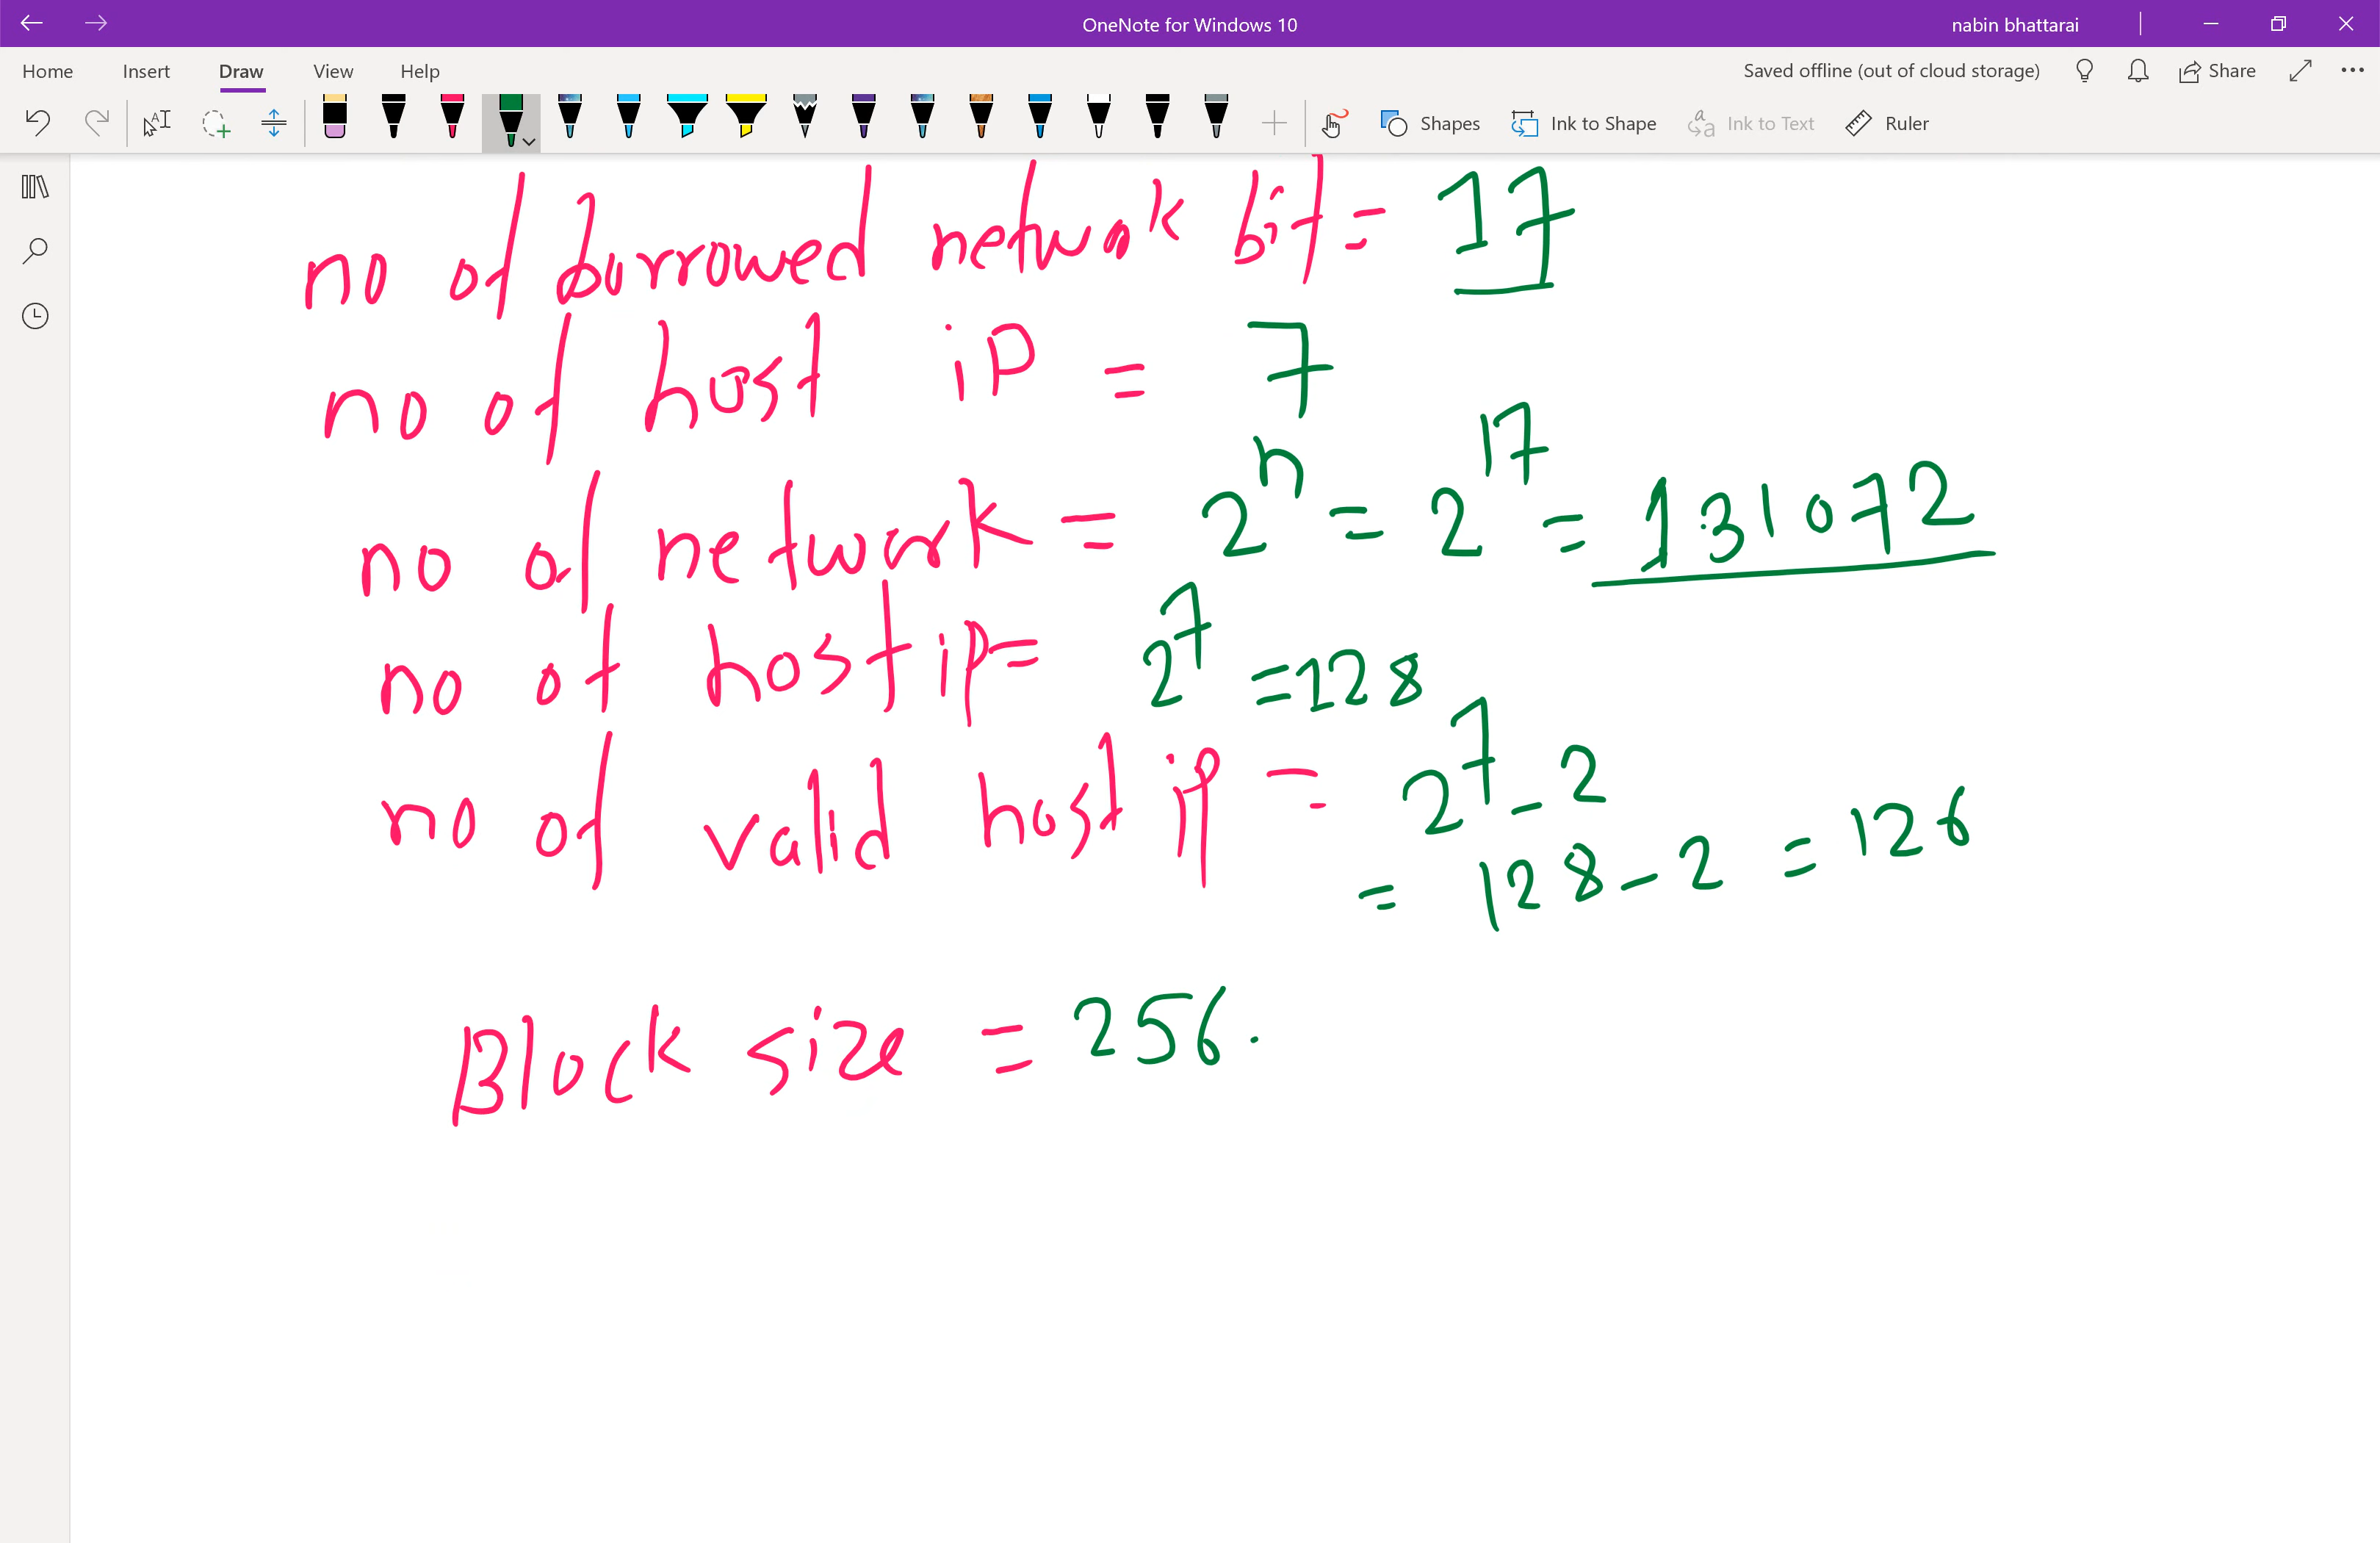 OneNote for Windows 10
nabin bhattarai
Home Insert Draw View Help
Saved offline (out of cloud storage) Share
Shapes Ink to Shape Ink to Text Ruler
no of borrowed network bit = 17
no of host iP = 7
no of network = 2^n = 2^17 = 131072
no of host iP = 2^7 = 128
no of valid host ip = 2^7 - 2
= 128 - 2 = 126
Block size = 256.